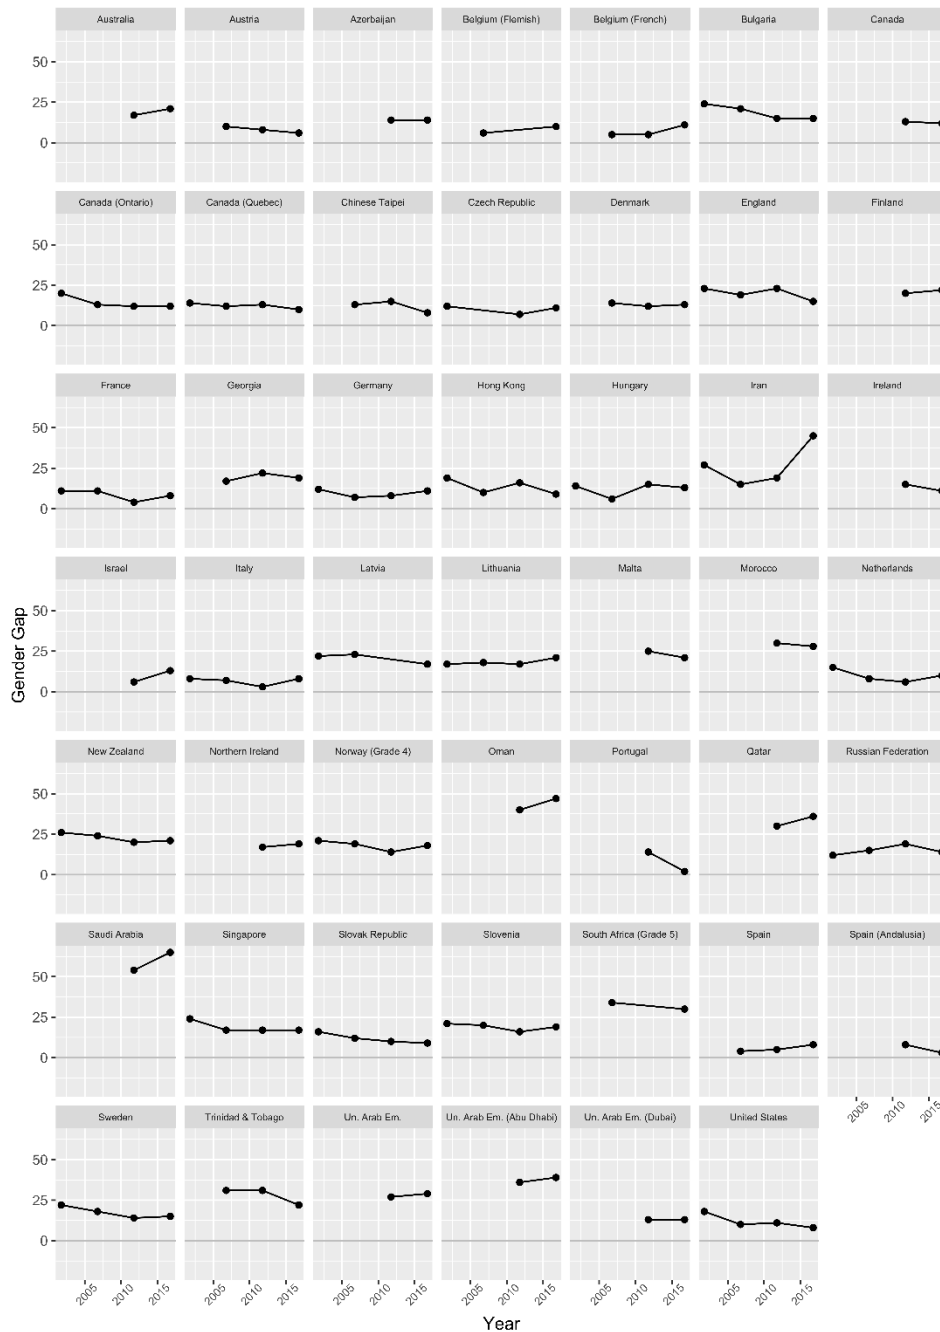 Australia Austria Azerbaijan Belgium (Flemish) Belgium (French) Bulgaria Canada
50
25
0
Canada (Ontario) Canada (Quebec) Chinese Taipei Czech Republic Denmark England Finland
50
25
0
France Georgia Germany Hong Kong Hungary Iran Ireland
50
25
0
Israel Italy Latvia Lithuania Malta Morocco Netherlands
50
25
0
Gender Gap
New Zealand Northern Ireland Norway (Grade 4) Oman Portugal Qatar Russian Federation
50
25
0
Saudi Arabia Singapore Slovak Republic Slovenia South Africa (Grade 5) Spain Spain (Andalusia)
50
25
0
2005 2010 2015
Sweden Trinidad & Tobago Un. Arab Em. Un. Arab Em. (Abu Dhabi) Un. Arab Em. (Dubai) United States
50
25
0
2005 2010 2015 2005 2010 2015 2005 2010 2015 2005 2010 2015 2005 2010 2015 2005 2010 2015
Year